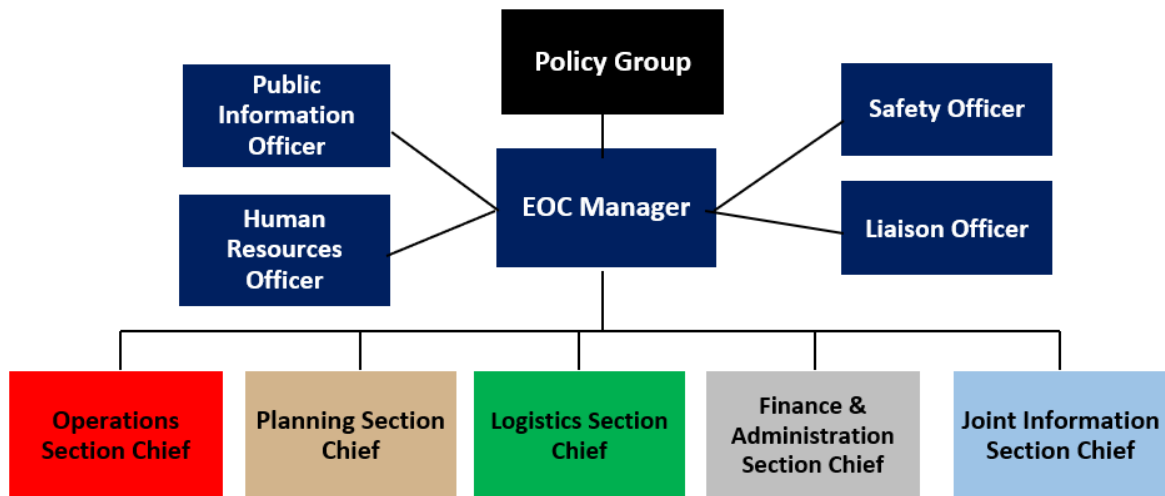 Policy Group
Public
Information
Officer
Safety Officer
EOC Manager
Human
Resources
Officer
Liaison Officer
Operations
Section Chief
Planning Section
Chief
Logistics Section
Chief
Finance &
Administration
Section Chief
Joint Information
Section Chief